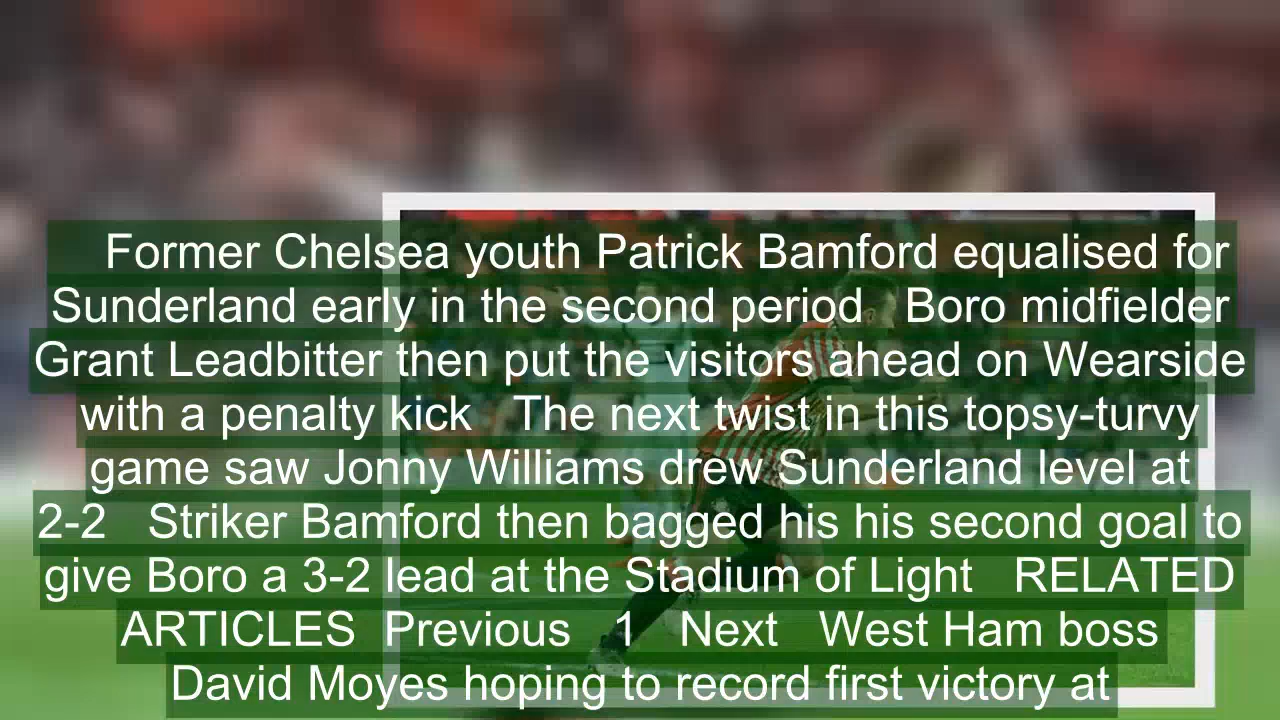 Former Chelsea youth Patrick Bamford equalised for
Sunderland early in the second period   Boro midfielder
Grant Leadbitter then put the visitors ahead on Wearside
with a penalty kick   The next twist in this topsy-turvy
game saw Jonny Williams drew Sunderland level at
2-2   Striker Bamford then bagged his his second goal to
give Boro a 3-2 lead at the Stadium of Light   RELATED
ARTICLES  Previous   1   Next   West Ham boss
David Moyes hoping to record first victory at